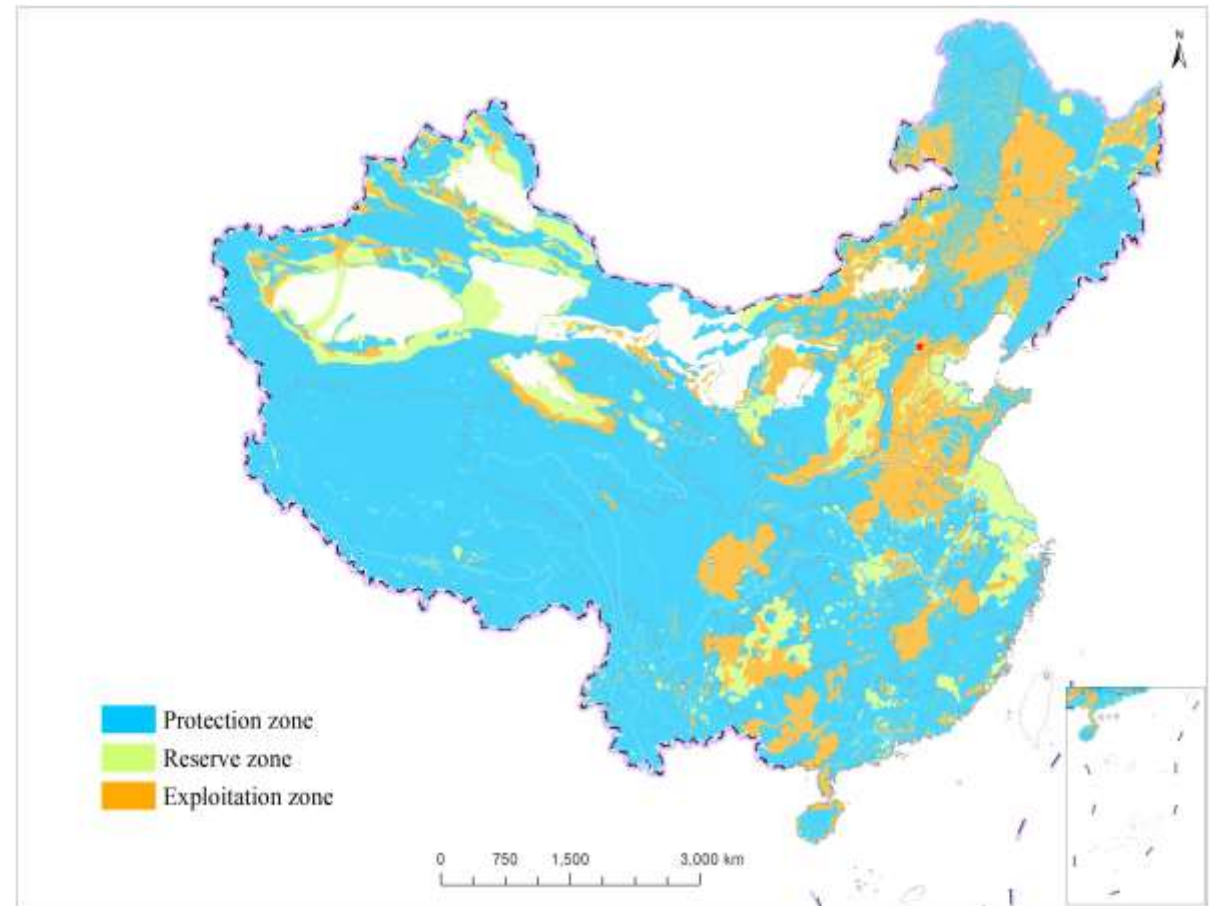 N
Protection zone
Reserve zone
Exploitation zone
0 750 1,500 3,000 km